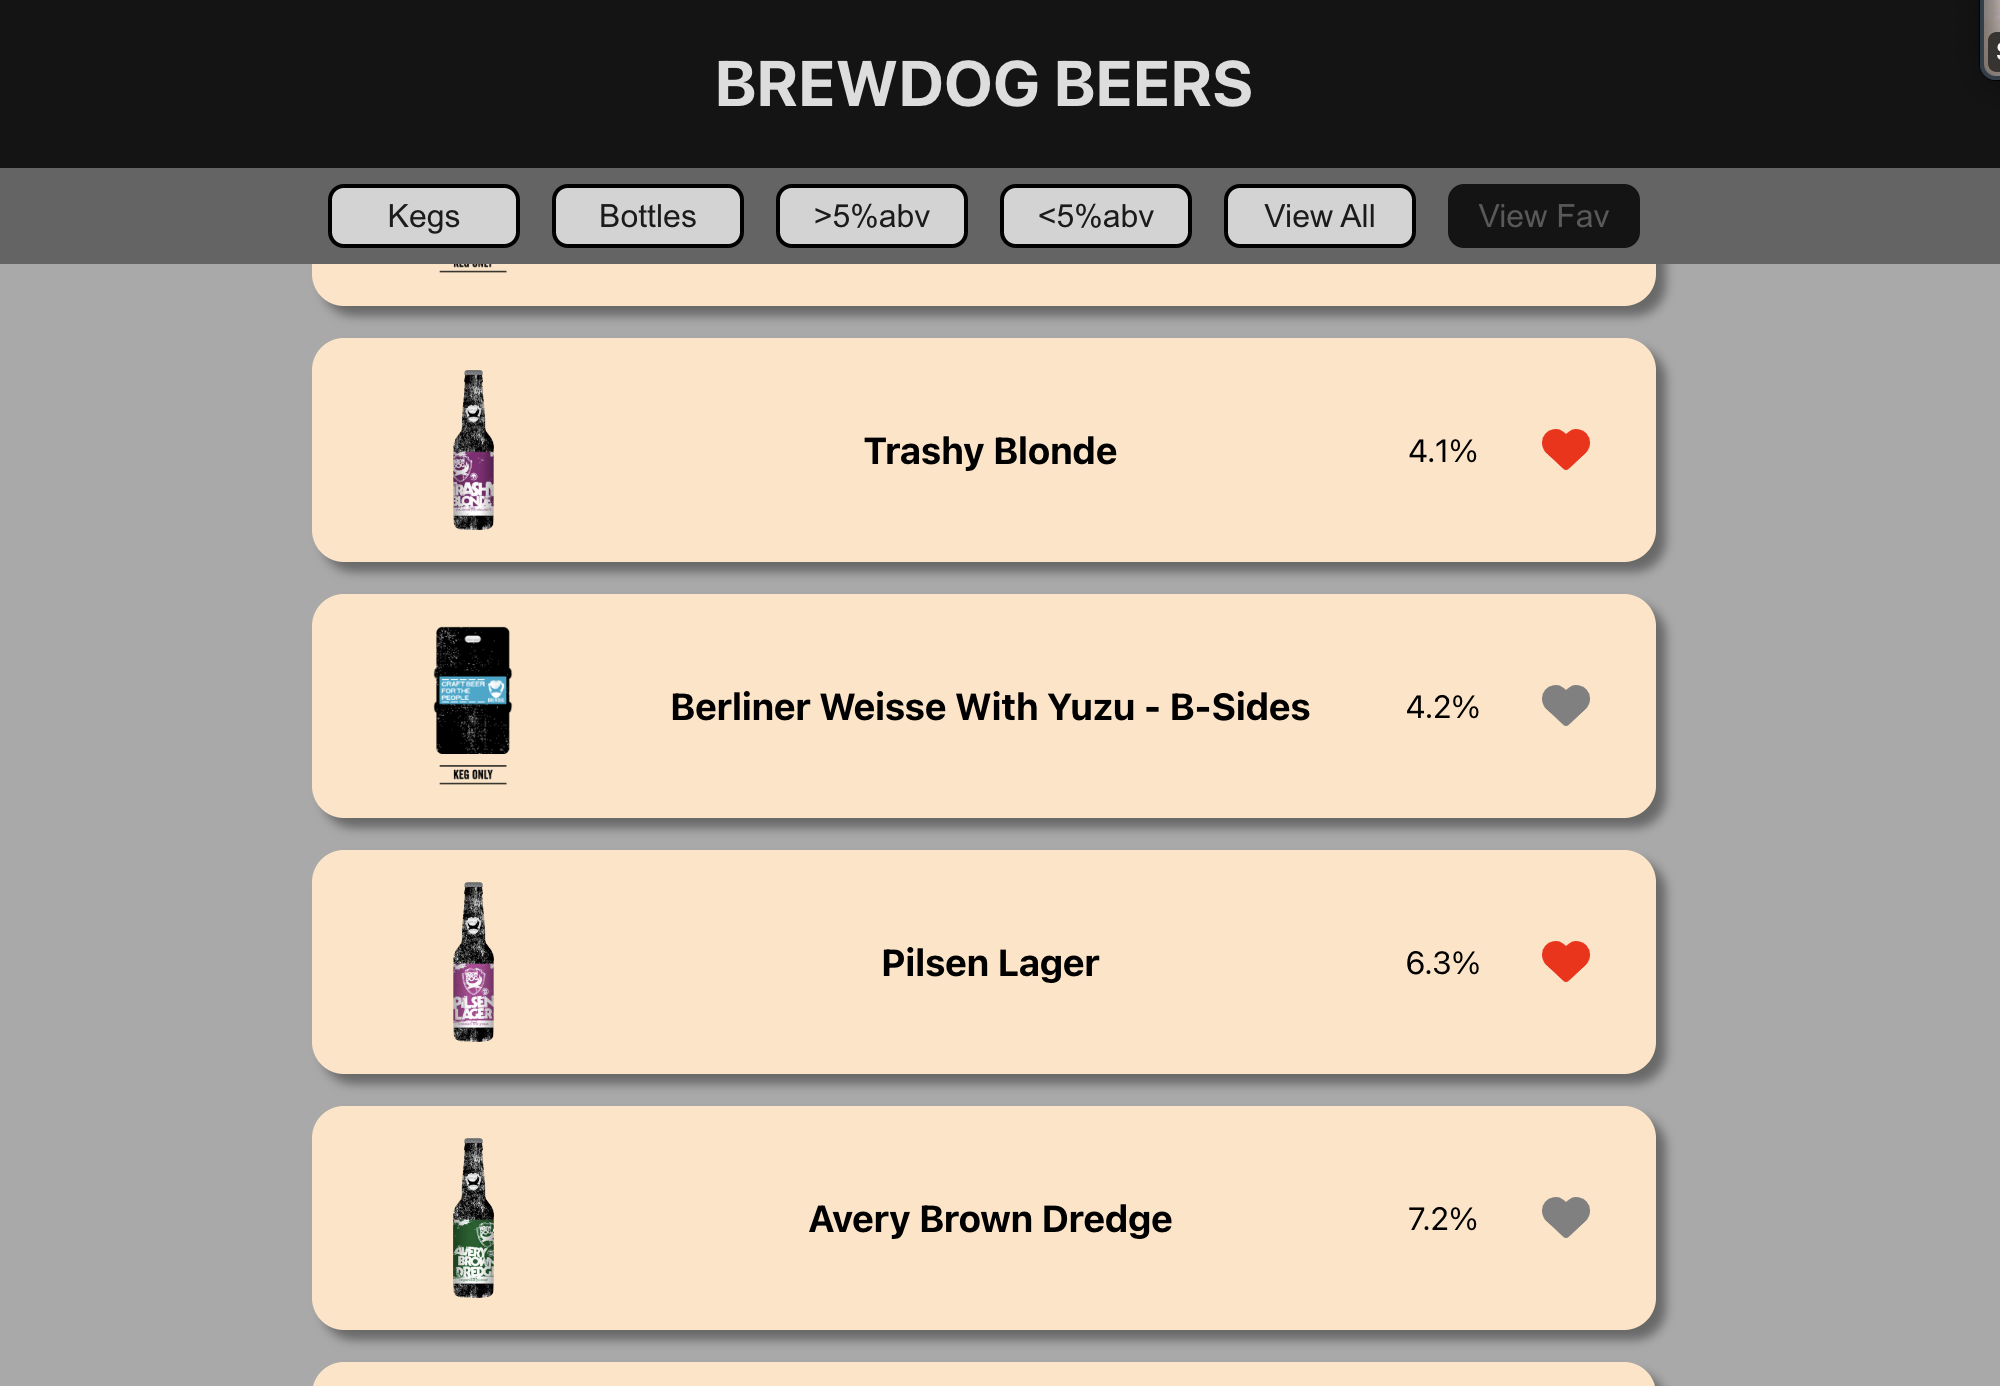 BREWDOG BEERS
Kegs
Bottles
>5%abv
<5%abv
View All
View Fav
KEG ONLY
TRASHY
BLONDE
Trashy Blonde
4.1%
CRAFT BEER
FOR THE
PEOPLE
KEG ONLY
Berliner Weisse With Yuzu - B-Sides
4.2%
PILSEN
LAGER
Pilsen Lager
6.3%
AVERY
BROWN
DREDGE
Avery Brown Dredge
7.2%